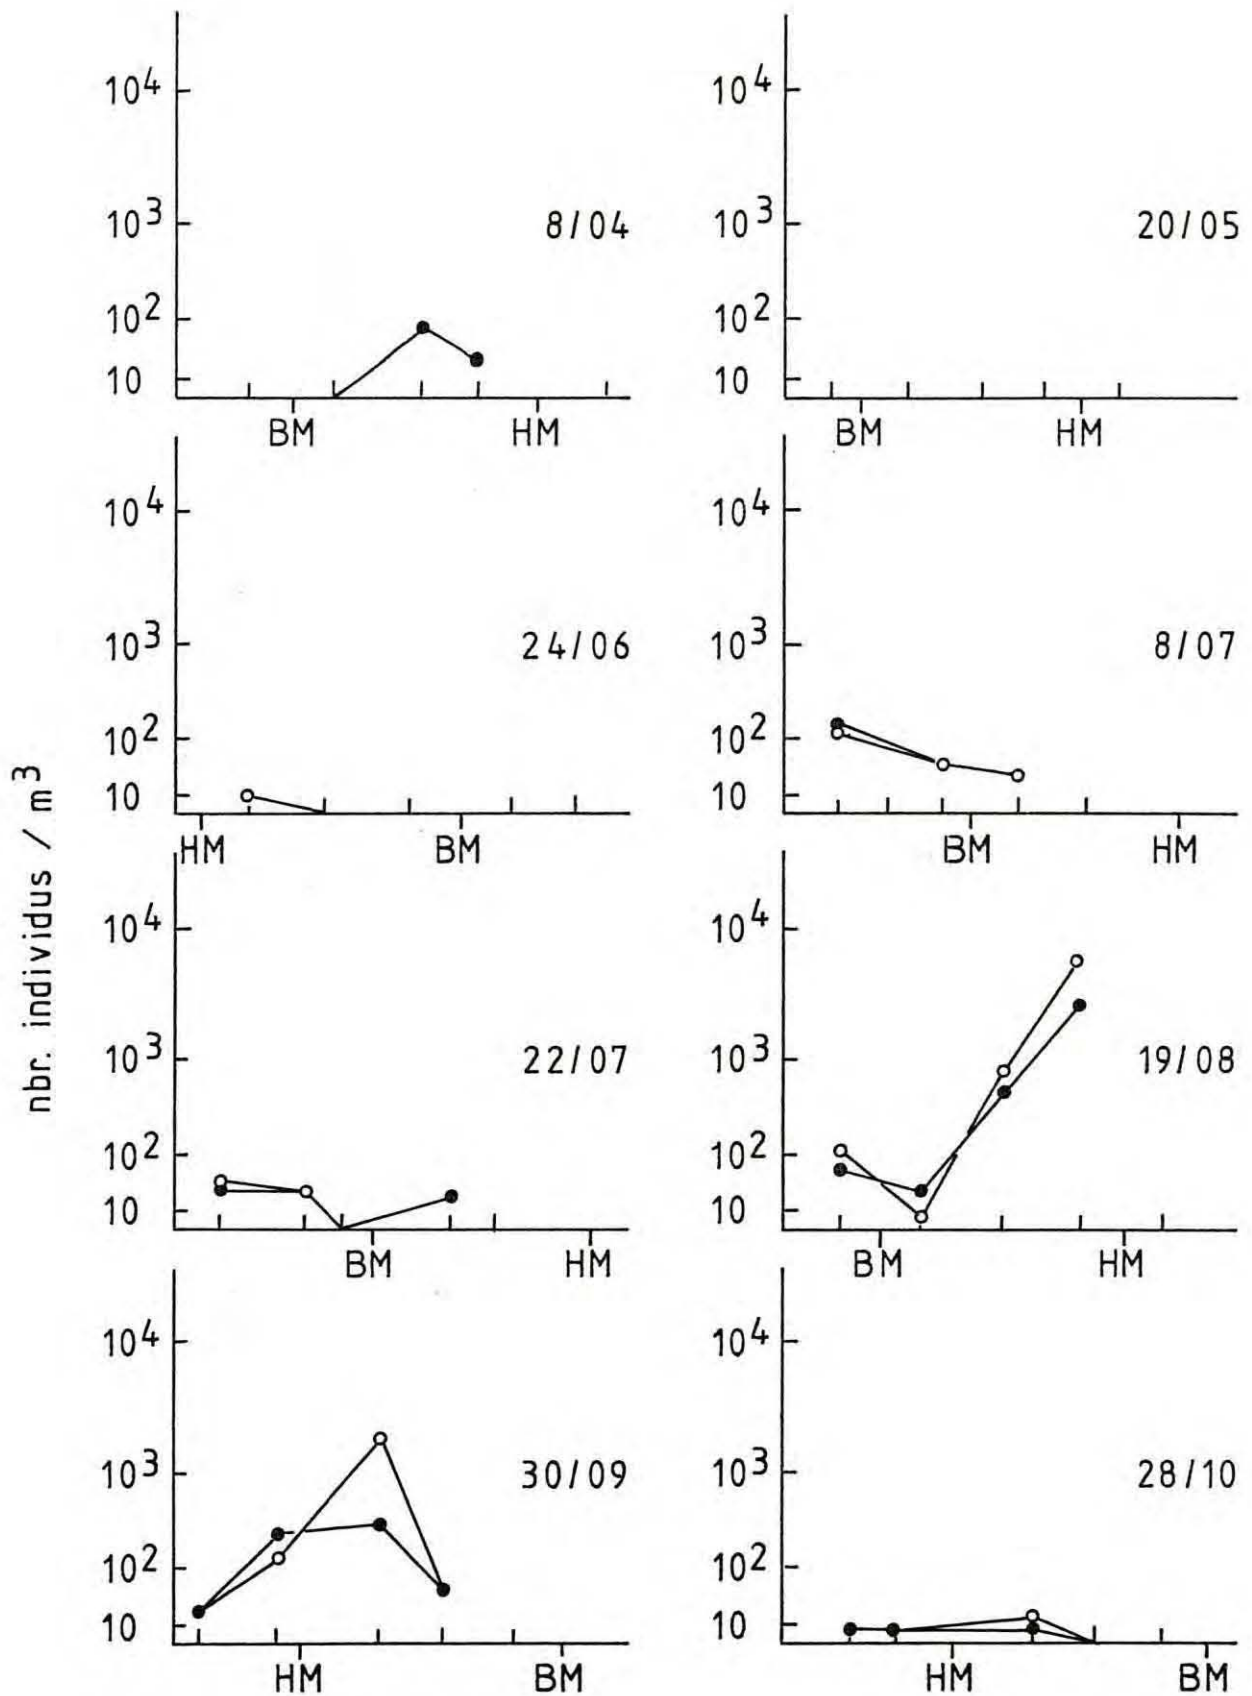 nbr. individus / m³
10⁴ 10⁴
10³ 8/04 10³ 20/05
10² 10²
10 10
BM HM BM HM
10⁴ 10⁴
10³ 24/06 10³ 8/07
10² 10²
10 10
HM BM BM HM
10⁴ 10⁴
10³ 22/07 10³ 19/08
10² 10²
10 10
BM HM BM HM
10⁴ 10⁴
10³ 30/09 10³ 28/10
10² 10²
10 10
HM BM HM BM